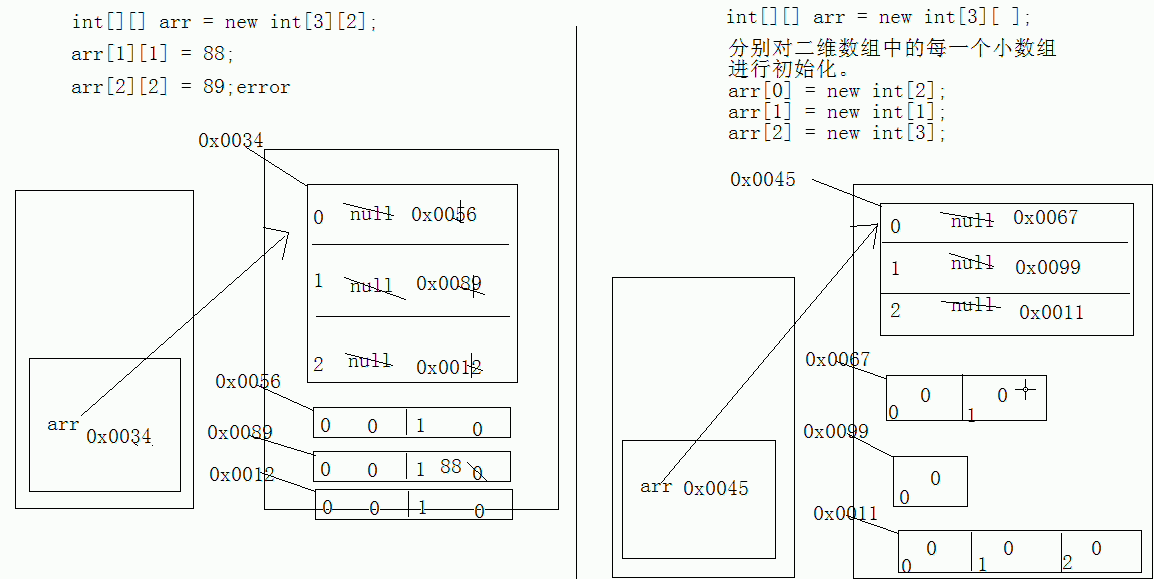 int[][] arr = new int[3][2];
arr[1][1] = 88;
arr[2][2] = 89;error
0x0034
0 null 0x0056
1 null 0x0089
2 null 0x0012
0x0056
0 0 1 0
0x0089
0 0 1 88 0
0x0012
0 0 1 0
arr 0x0034
int[][] arr = new int[3][ ];
分别对二维数组中的每一个小数组
进行初始化。
arr[0] = new int[2];
arr[1] = new int[1];
arr[2] = new int[3];
0x0045
0 null 0x0067
1 null 0x0099
2 null 0x0011
0x0067
0 0 1 0
0x0099
0 0
0x0011
0 0 1 0 2 0
arr 0x0045